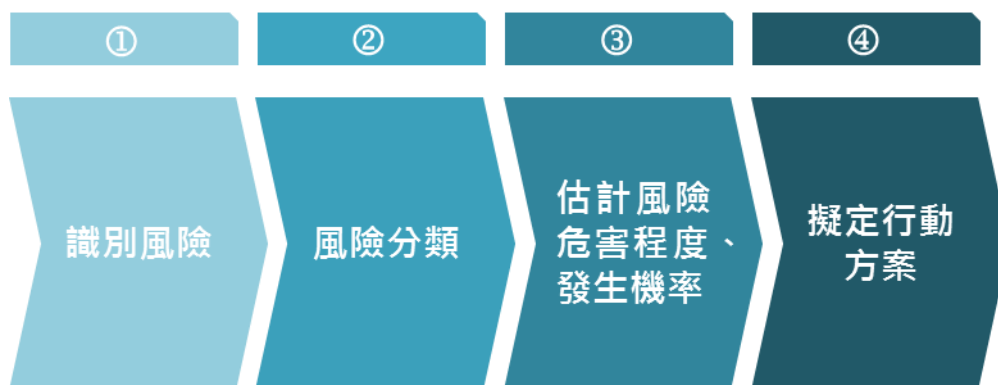 ①
②
③
④
識別風險
風險分類
估計風險
危害程度、
發生機率
擬定行動
方案